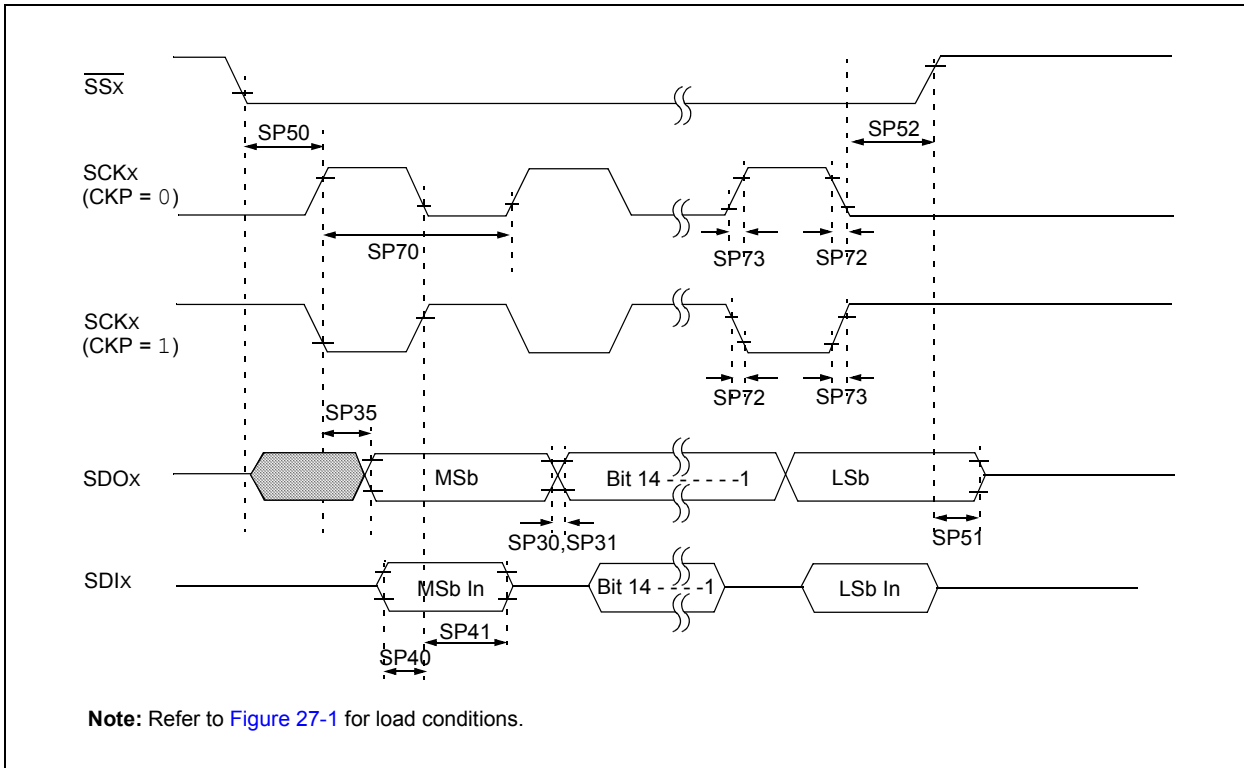 SSx
SP50
SP52
SCKx
(CKP = 0)
SP70
SP73
SP72
SCKx
(CKP = 1)
SP72
SP73
SP35
SDOx
MSb
Bit 14 - - - - - -1
LSb
SP30,SP31
SP51
SDIx
MSb In
Bit 14 - - - -1
LSb In
SP41
SP40
Note: Refer to Figure 27-1 for load conditions.